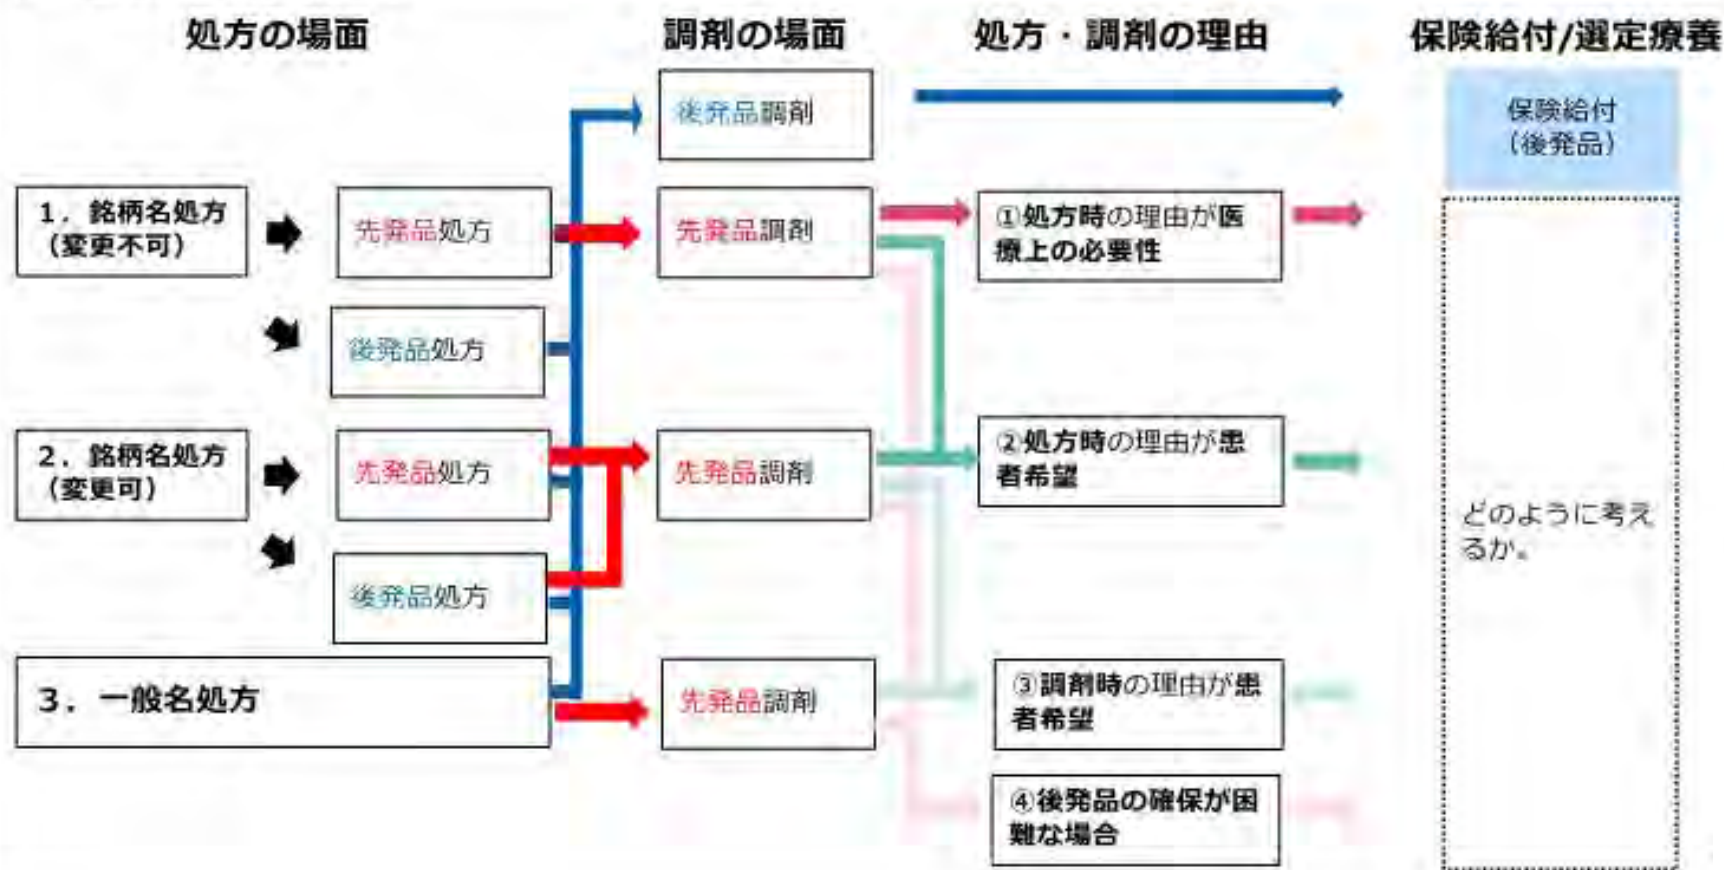 処方の場面
調剤の場面
処方・調剤の理由
保険給付/選定療養
後発品調剤
保険給付
（後発品）
1．銘柄名処方
（変更不可）
先発品処方
先発品調剤
①処方時の理由が医
療上の必要性
後発品処方
2．銘柄名処方
（変更可）
先発品処方
先発品調剤
②処方時の理由が患
者希望
どのように考え
るか。
後発品処方
3．一般名処方
先発品調剤
③調剤時の理由が患
者希望
④後発品の確保が困
難な場合